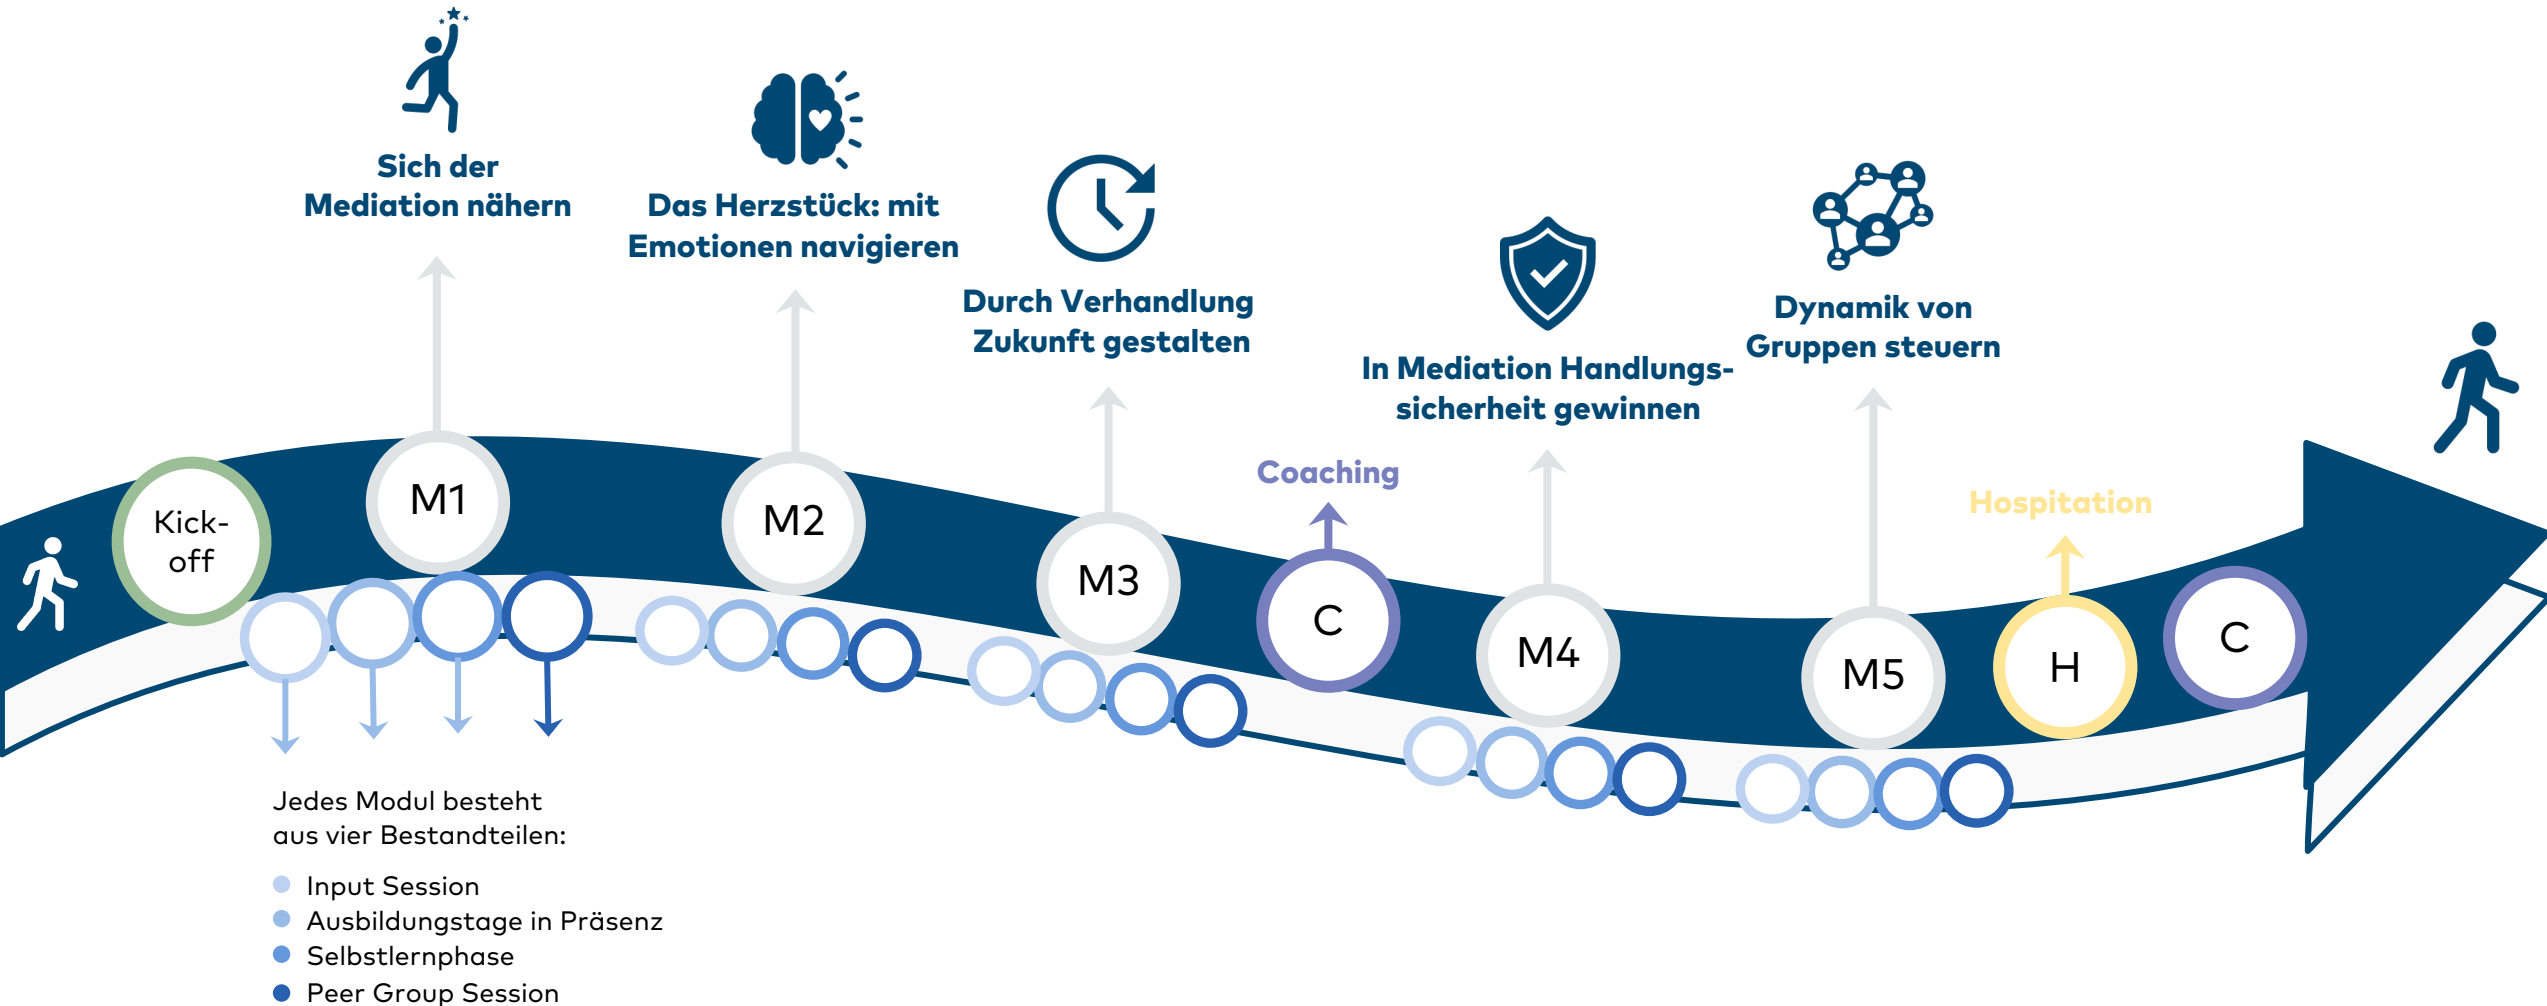 Sich der
Mediation nähern
Das Herzstück: mit
Emotionen navigieren
Durch Verhandlung
Zukunft gestalten
In Mediation Handlungs-
sicherheit gewinnen
Dynamik von
Gruppen steuern
Coaching
Hospitation
Kick-
off
M1
M2
M3
C
M4
M5
H
C
Jedes Modul besteht
aus vier Bestandteilen:
Input Session
Ausbildungstage in Präsenz
Selbstlernphase
Peer Group Session